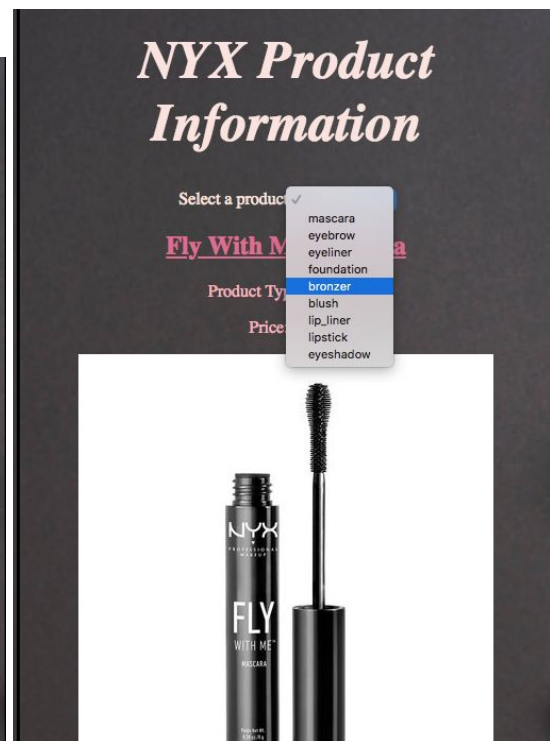 NYX Product
Information
Select a product
✓
mascara
eyebrow
eyeliner
foundation
bronzer
blush
lip_liner
lipstick
eyeshadow
Fly With M a
Product Ty
Price:
NYX
PROFESSIONAL
MAKEUP
FLY
WITH ME™
MASCARA